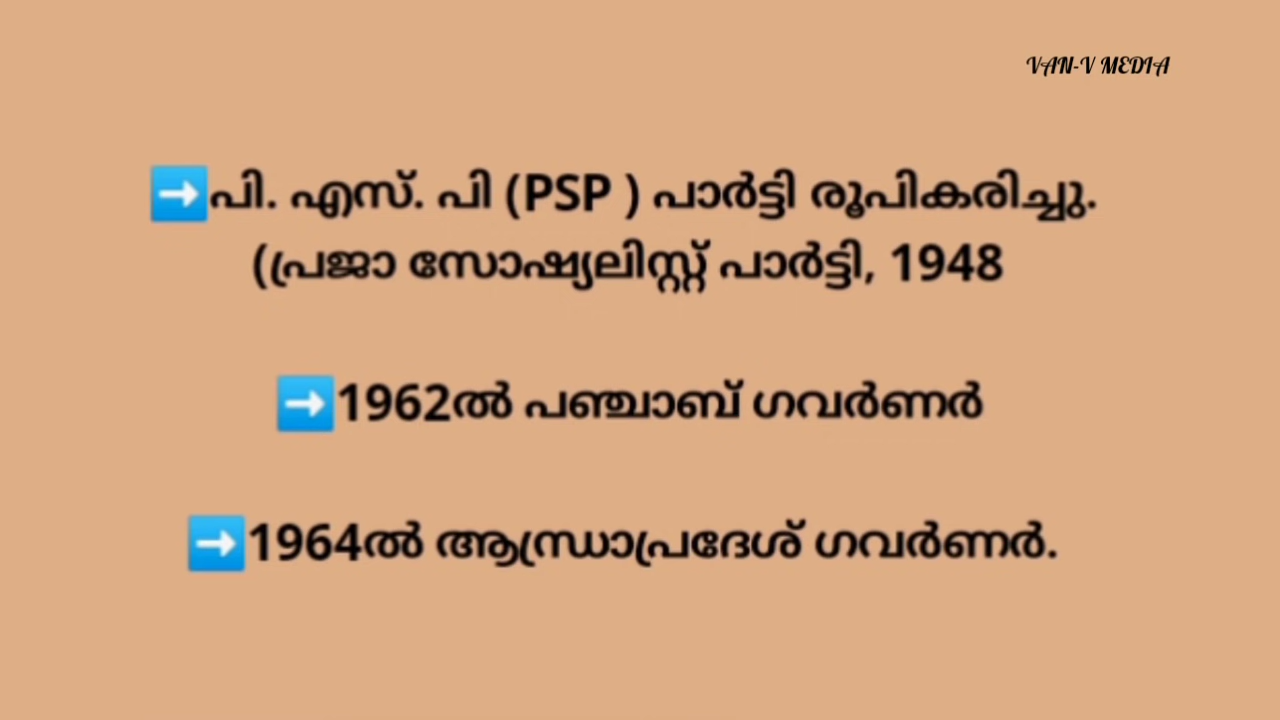 VAN-V MEDIA
➡️പി. എസ്. പി (PSP ) പാർട്ടി രൂപികരിച്ചു.
(പ്രജാ സോഷ്യലിസ്റ്റ് പാർട്ടി, 1948
➡️1962ൽ പഞ്ചാബ് ഗവർണർ
➡️1964ൽ ആന്ധ്രാപ്രദേശ് ഗവർണർ.